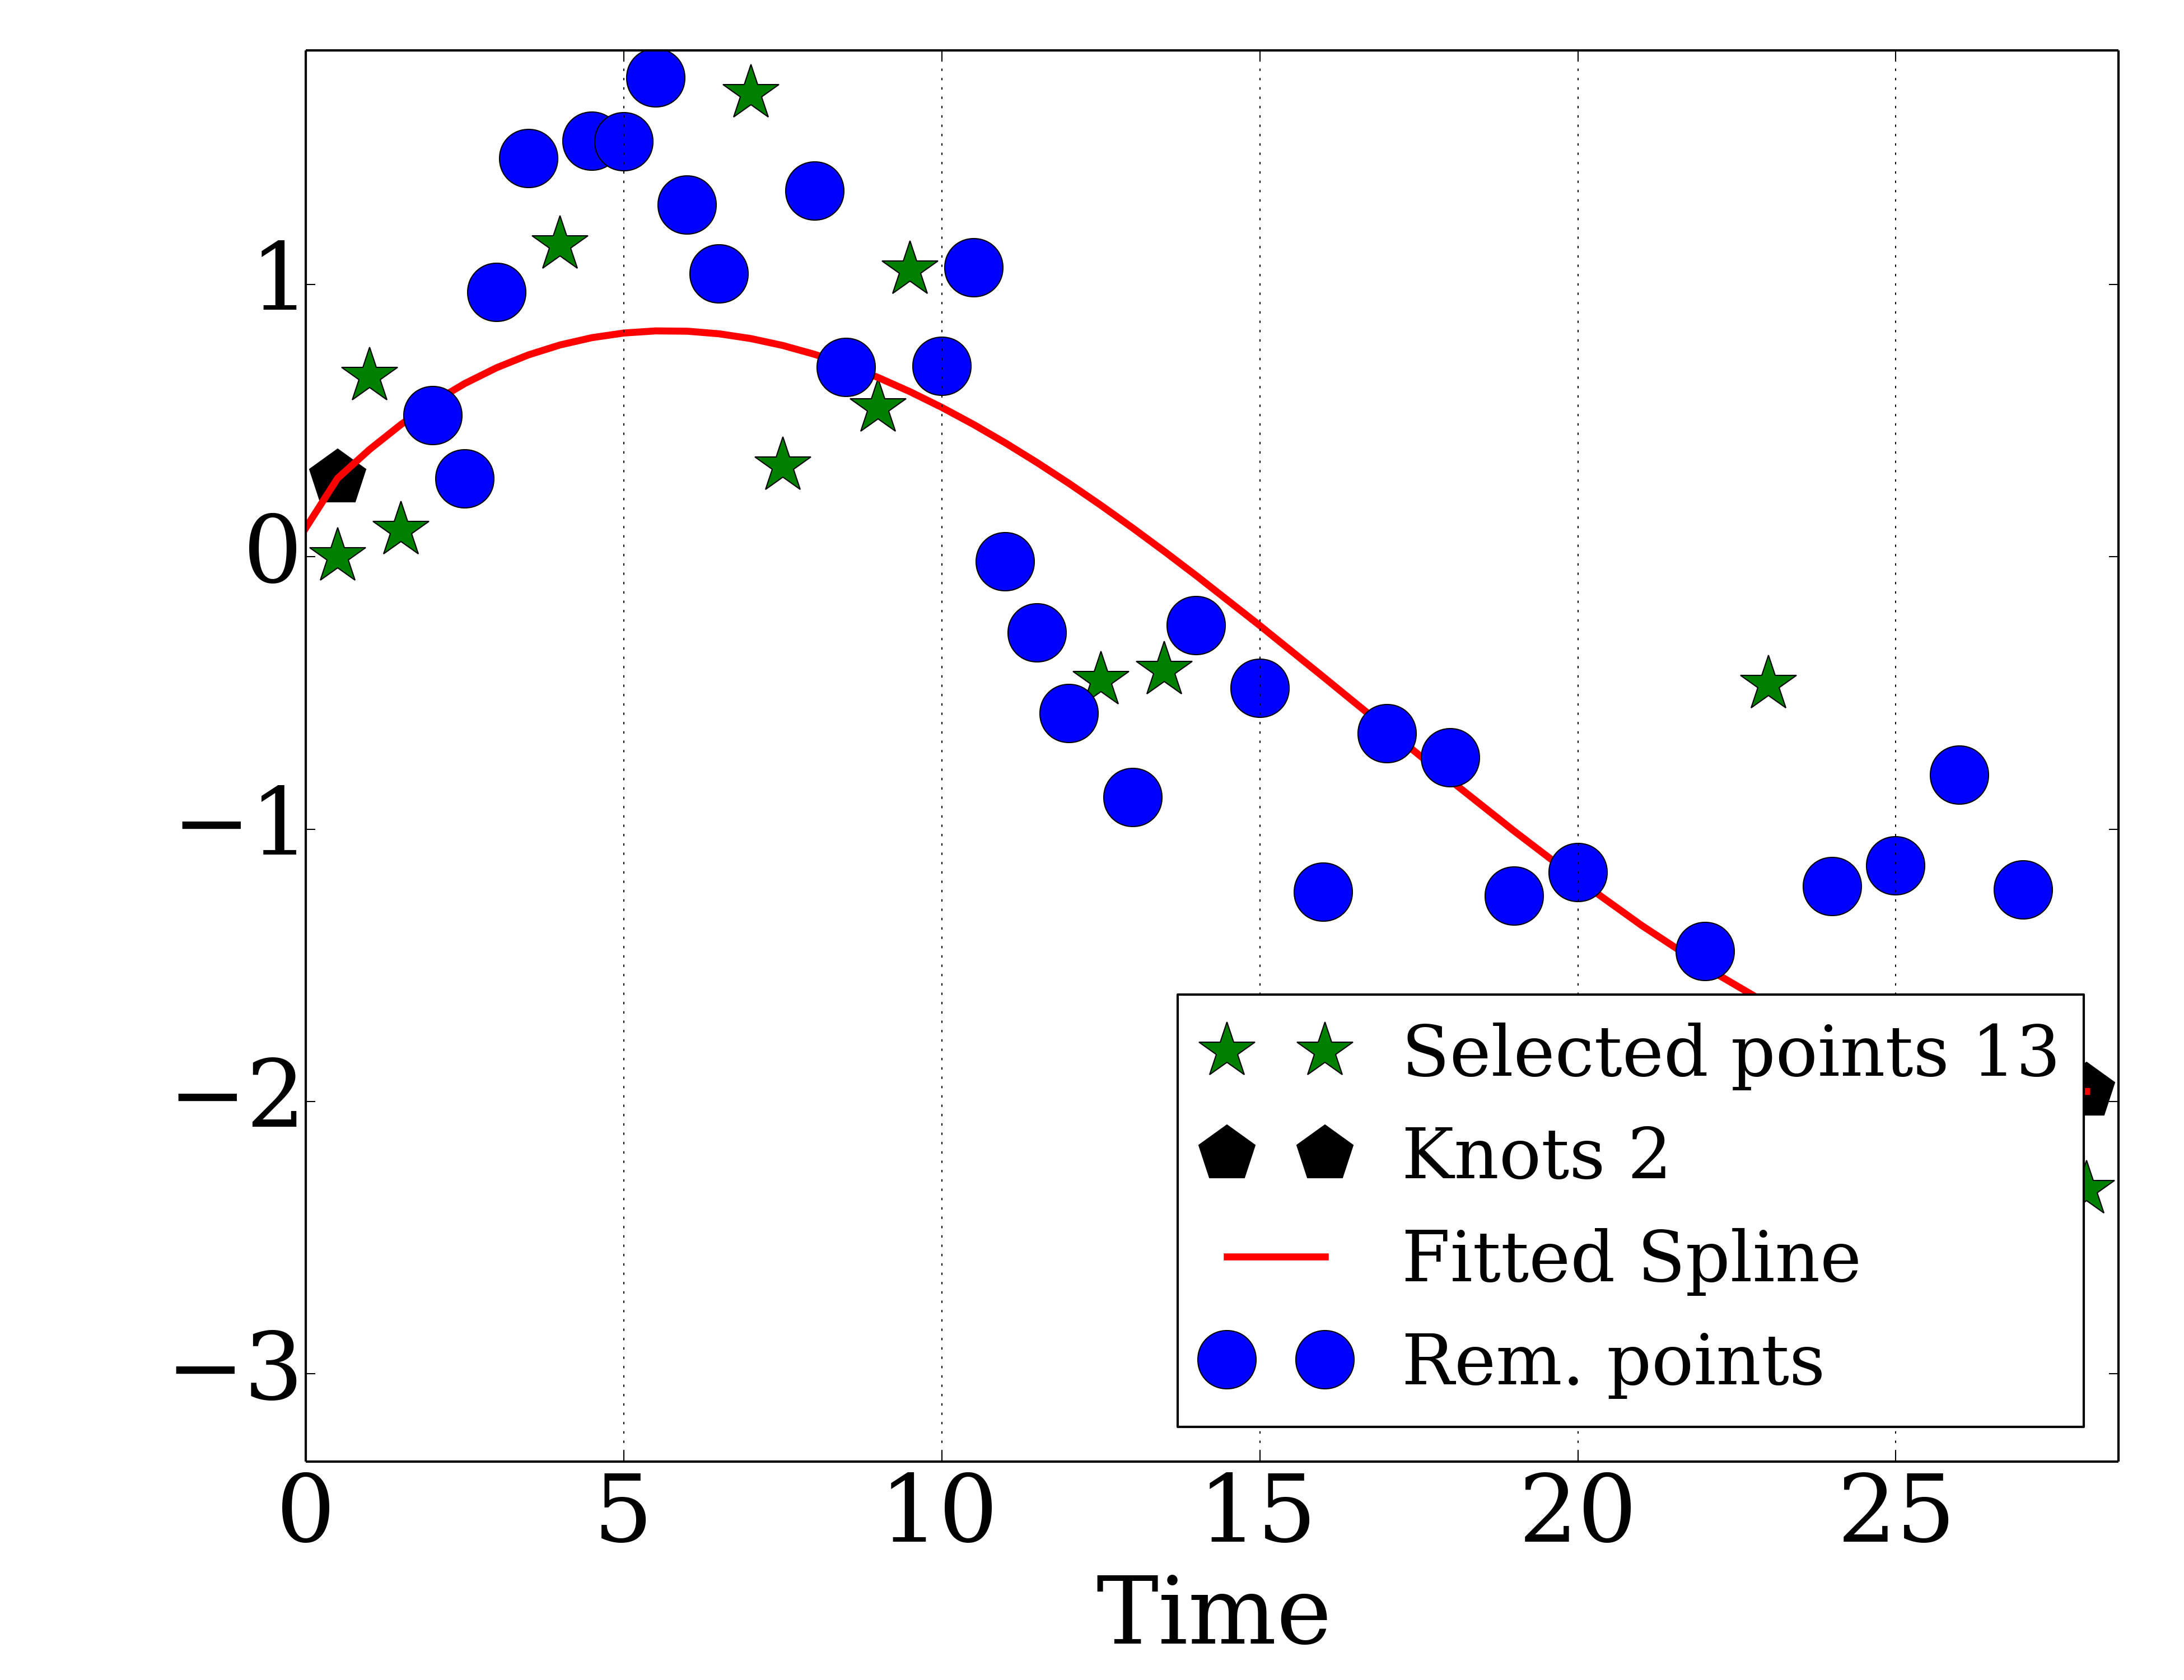 1
0
−1
−2
−3
0 5 10 15 20 25
Time
Selected points 13
Knots 2
Fitted Spline
Rem. points